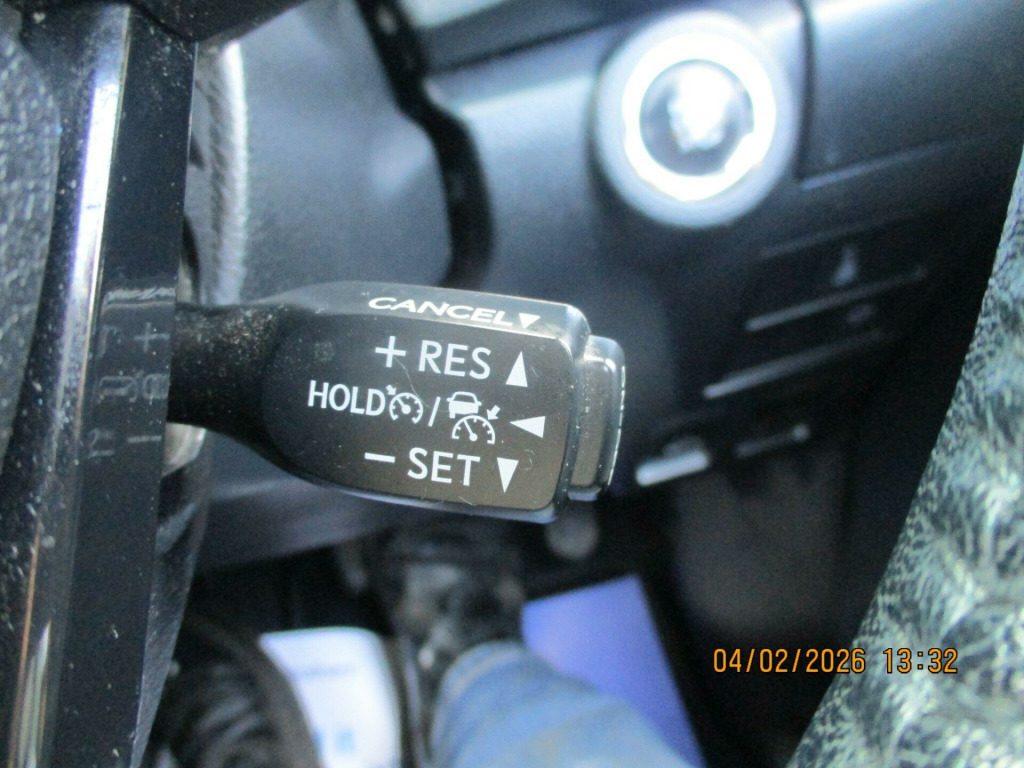 CANCEL▼
+ RES ▲
HOLD / ◀
− SET ▼
04/02/2026 13:32